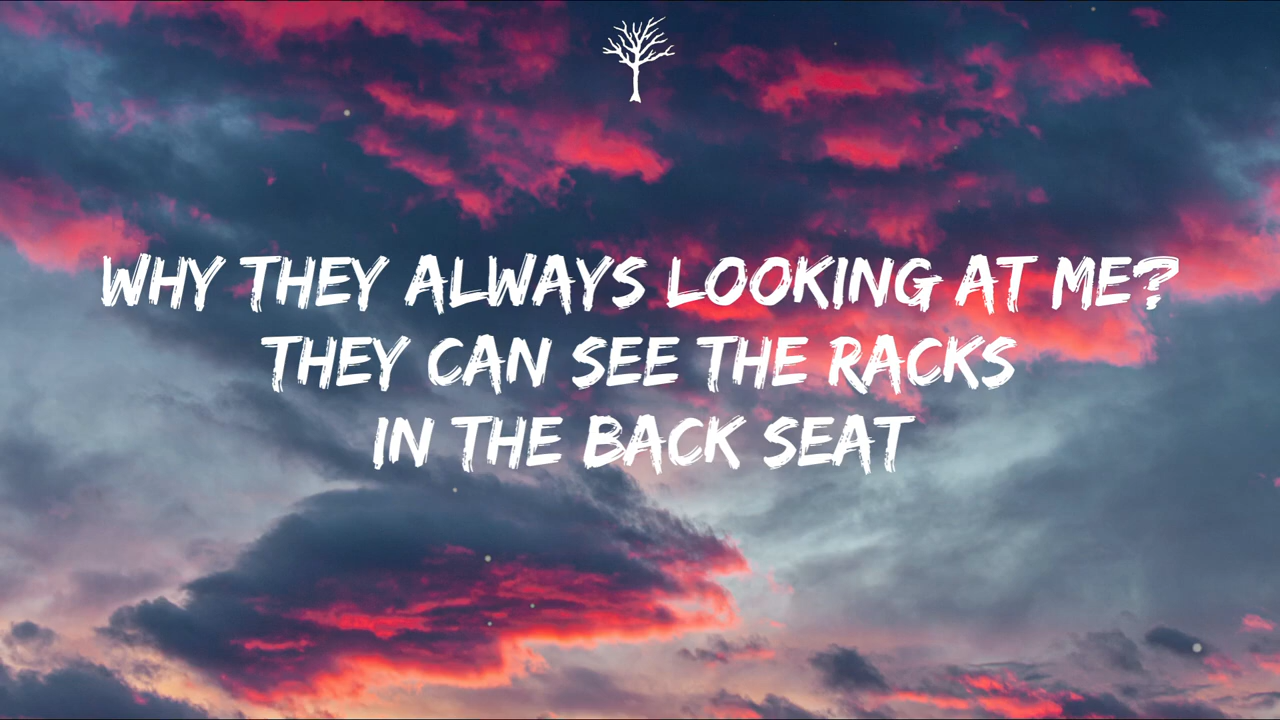 WHY THEY ALWAYS LOOKING AT ME?
THEY CAN SEE THE RACKS
IN THE BACK SEAT